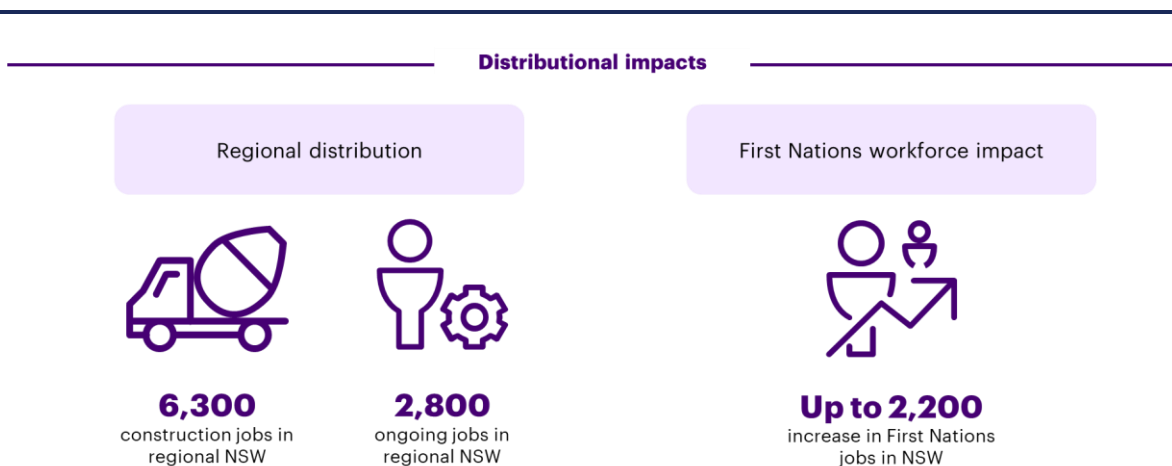 Distributional impacts
Regional distribution
6,300
construction jobs in
regional NSW
2,800
ongoing jobs in
regional NSW
First Nations workforce impact
Up to 2,200
increase in First Nations
jobs in NSW